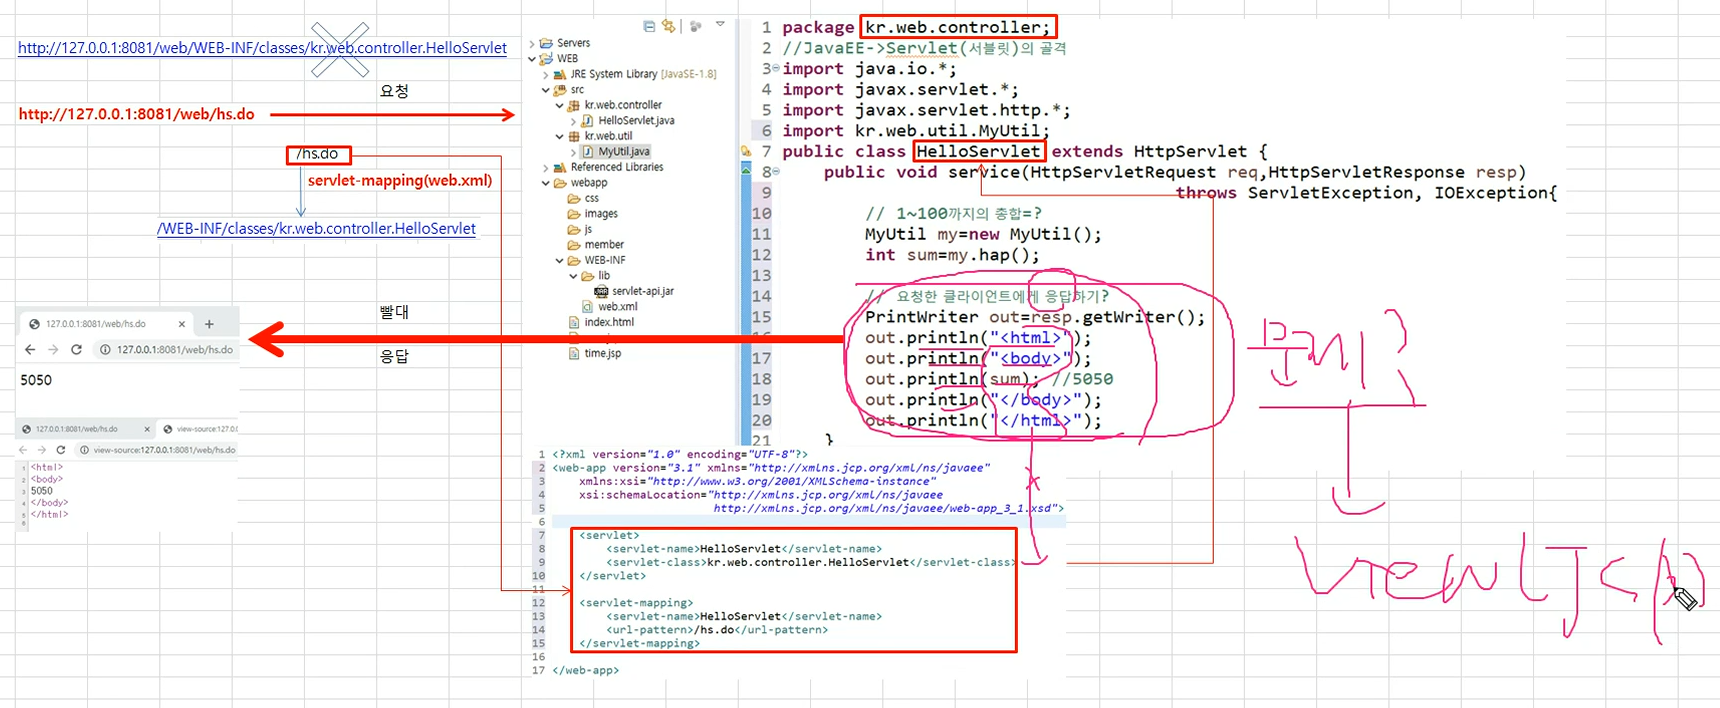 http://127.0.0.1:8081/web/WEB-INF/classes/kr.web.controller.HelloServlet
요청
http://127.0.0.1:8081/web/hs.do
/hs.do
servlet-mapping(web.xml)
/WEB-INF/classes/kr.web.controller.HelloServlet
빨대
응답
127.0.0.1:8081/web/hs.do
127.0.0.1:8081/web/hs.do
5050
127.0.0.1:8081/web/hs.do
view-source:127.0.0.1
view-source:127.0.0.1:8081/web/hs.do
1 <html>
2 <body>
3 5050
4 </body>
5 </html>
6
Servers
WEB
JRE System Library [JavaSE-1.8]
src
kr.web.controller
HelloServlet.java
kr.web.util
MyUtil.java
Referenced Libraries
webapp
css
images
js
member
WEB-INF
lib
servlet-api.jar
web.xml
index.html
time.jsp
1 package kr.web.controller;
2 //JavaEE->Servlet(서블릿)의 골격
3 import java.io.*;
4 import javax.servlet.*;
5 import javax.servlet.http.*;
6 import kr.web.util.MyUtil;
7 public class HelloServlet extends HttpServlet {
8 public void service(HttpServletRequest req,HttpServletResponse resp)
9 throws ServletException, IOException{
10 // 1~100까지의 총합=?
11 MyUtil my=new MyUtil();
12 int sum=my.hap();
13
14 // 요청한 클라이언트에게 응답하기?
15 PrintWriter out=resp.getWriter();
16 out.println("<html>");
17 out.println("<body>");
18 out.println(sum); //5050
19 out.println("</body>");
20 out.println("</html>");
21 }
1 <?xml version="1.0" encoding="UTF-8"?>
2 <web-app version="3.1" xmlns="http://xmlns.jcp.org/xml/ns/javaee"
3 xmlns:xsi="http://www.w3.org/2001/XMLSchema-instance"
4 xsi:schemaLocation="http://xmlns.jcp.org/xml/ns/javaee
5 http://xmlns.jcp.org/xml/ns/javaee/web-app_3_1.xsd">
6
7 <servlet>
8 <servlet-name>HelloServlet</servlet-name>
9 <servlet-class>kr.web.controller.HelloServlet</servlet-class>
10 </servlet>
11
12 <servlet-mapping>
13 <servlet-name>HelloServlet</servlet-name>
14 <url-pattern>/hs.do</url-pattern>
15 </servlet-mapping>
16
17 </web-app>
문제?
View(JSP)